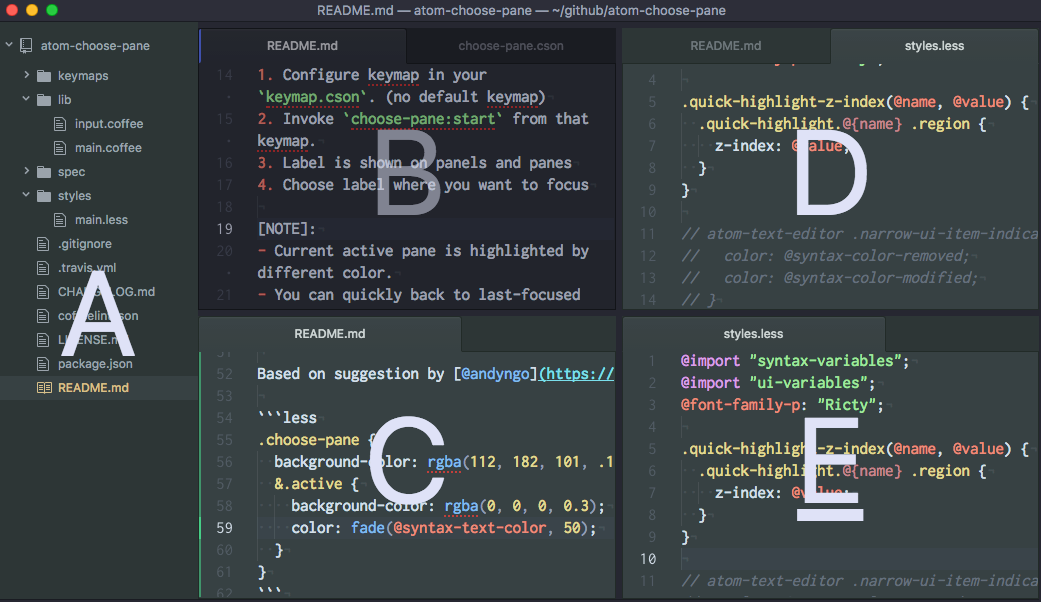 README.md — atom-choose-pane — ~/github/atom-choose-pane
atom-choose-pane
keymaps
lib
input.coffee
main.coffee
spec
styles
main.less
.gitignore
.travis.yml
LOG.md
package.json
README.md
A
README.md
choose-pane.cson
14 1. Configure keymap in your
`keymap.cson`. (no default keymap)
15 2. Invoke `choose-pane:start` from that
keymap.
16 3. Label is shown on panels and panes
17 4. Choose label where you want to focus
18
19 [NOTE]:
20 - Current active pane is highlighted by
different color.
21 - You can quickly back to last-focused
B
README.md
styles.less
4
5 .quick-highlight-z-index(@name, @value) {
6 .quick-highlight.@{name} .region {
7 z-index: @value;
8 }
9 }
10
11 // atom-text-editor .narrow-ui-item-indica
12 // color: @syntax-color-removed;
13 // color: @syntax-color-modified;
14 // }
D
README.md
52 Based on suggestion by [@andyngo](https://
53
54 ```less
55 .choose-pane {
56 background-color: rgba(112, 182, 101, .1
57 &.active {
58 background-color: rgba(0, 0, 0, 0.3);
59 color: fade(@syntax-text-color, 50);
60 }
61 }
62 ```
C
styles.less
1 @import "syntax-variables";
2 @import "ui-variables";
3 @font-family-p: "Ricty";
4
5 .quick-highlight-z-index(@name, @value) {
6 .quick-highlight.@{name} .region {
7 z-index: @value;
8 }
9 }
10
11 // atom-text-editor .narrow-ui-item-indica
E